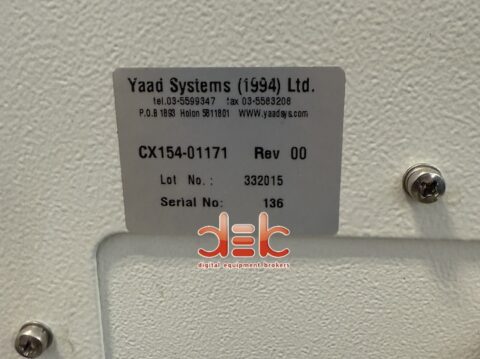 Yaad Systems (1994) Ltd.
tel.03-5599347 fax 03-5583208
P.O.B 1893 Holon 5811801 WWW.yaadsys.com
CX154-01171 Rev 00
Lot No.: 332015
Serial No: 136
deb
digital equipment brokers